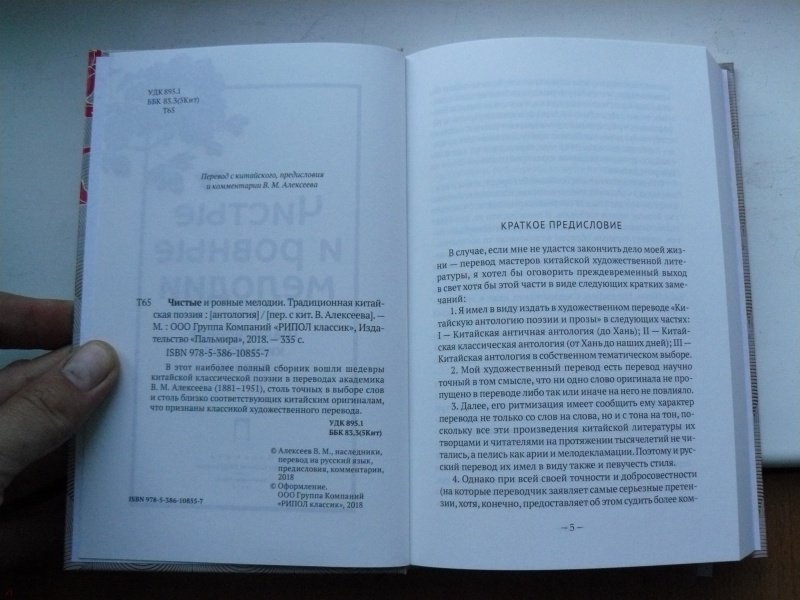 УДК 895.1
ББК 83.3(5Кит)
Т65
Перевод с китайского, предисловия
и комментарии В. М. Алексеева
Чистые
и ровные
мелодии
Т65 Чистые и ровные мелодии. Традиционная китай-
ская поэзия : [антология] / [пер. с кит. В. Алексеева]. —
М. : ООО Группа Компаний «РИПОЛ классик», Изда-
тельство «Пальмира», 2018. — 335 с.
ISBN 978-5-386-10855-7
В этот наиболее полный сборник вошли шедевры
китайской классической поэзии в переводах академика
В. М. Алексеева (1881–1951), столь точных в выборе слов
и столь близко соответствующих китайским оригиналам,
что признаны классикой художественного перевода.
УДК 895.1
ББК 83.3(5Кит)
© Алексеев В. М., наследники,
перевод на русский язык,
предисловия, комментарии,
2018
© Оформление.
ООО Группа Компаний
«РИПОЛ классик», 2018
ISBN 978-5-386-10855-7
КРАТКОЕ ПРЕДИСЛОВИЕ
В случае, если мне не удастся закончить дело моей жиз-
ни — перевод мастеров китайской художественной лите-
ратуры, я хотел бы оговорить преждевременный выход
в свет хотя бы этой части в виде следующих кратких заме-
чаний:
1. Я имел в виду издать в художественном переводе «Ки-
тайскую антологию поэзии и прозы» в следующих частях:
I — Китайская античная антология (до Хань); II — Китай-
ская классическая антология (от Хань до наших дней); III —
Китайская антология в собственном тематическом выборе.
2. Мой художественный перевод есть перевод научно
точный в том смысле, что ни одно слово оригинала не про-
пущено в переводе либо так или иначе на него не повлияло.
3. Далее, его ритмизация имеет сообщить ему характер
перевода не только со слов на слова, но и с тона на тон, по-
скольку все эти произведения китайской литературы их
творцами и читателями на протяжении тысячелетий не чи-
тались, а пелись как арии и мелодекламации. Поэтому и рус-
ский перевод их имел в виду также и певучесть стиля.
4. Однако при всей своей точности и добросовестности
(на которые переводчик заявляет самые серьезные претен-
зии, хотя, конечно, предоставляет об этом судить более ком-
— 5 —